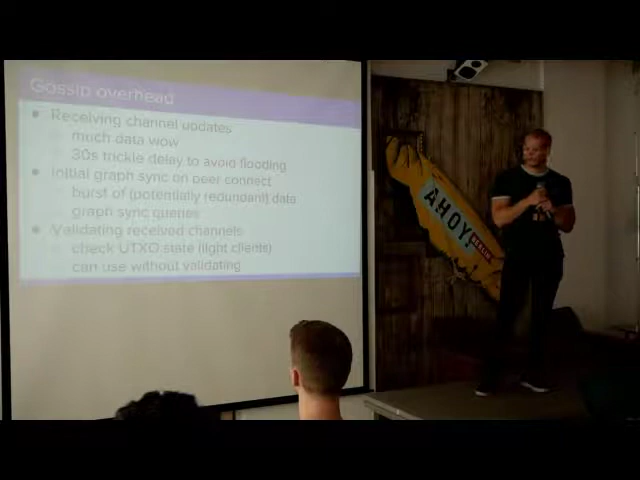 Gossip overhead
Receiving channel updates
much data wow
30s trickle delay to avoid flooding
Initial graph sync on peer connect
burst of (potentially redundant) data
graph sync queries
Validating received channels
check UTXO state (light clients)
can use without validating
AHOY!
BERLIN